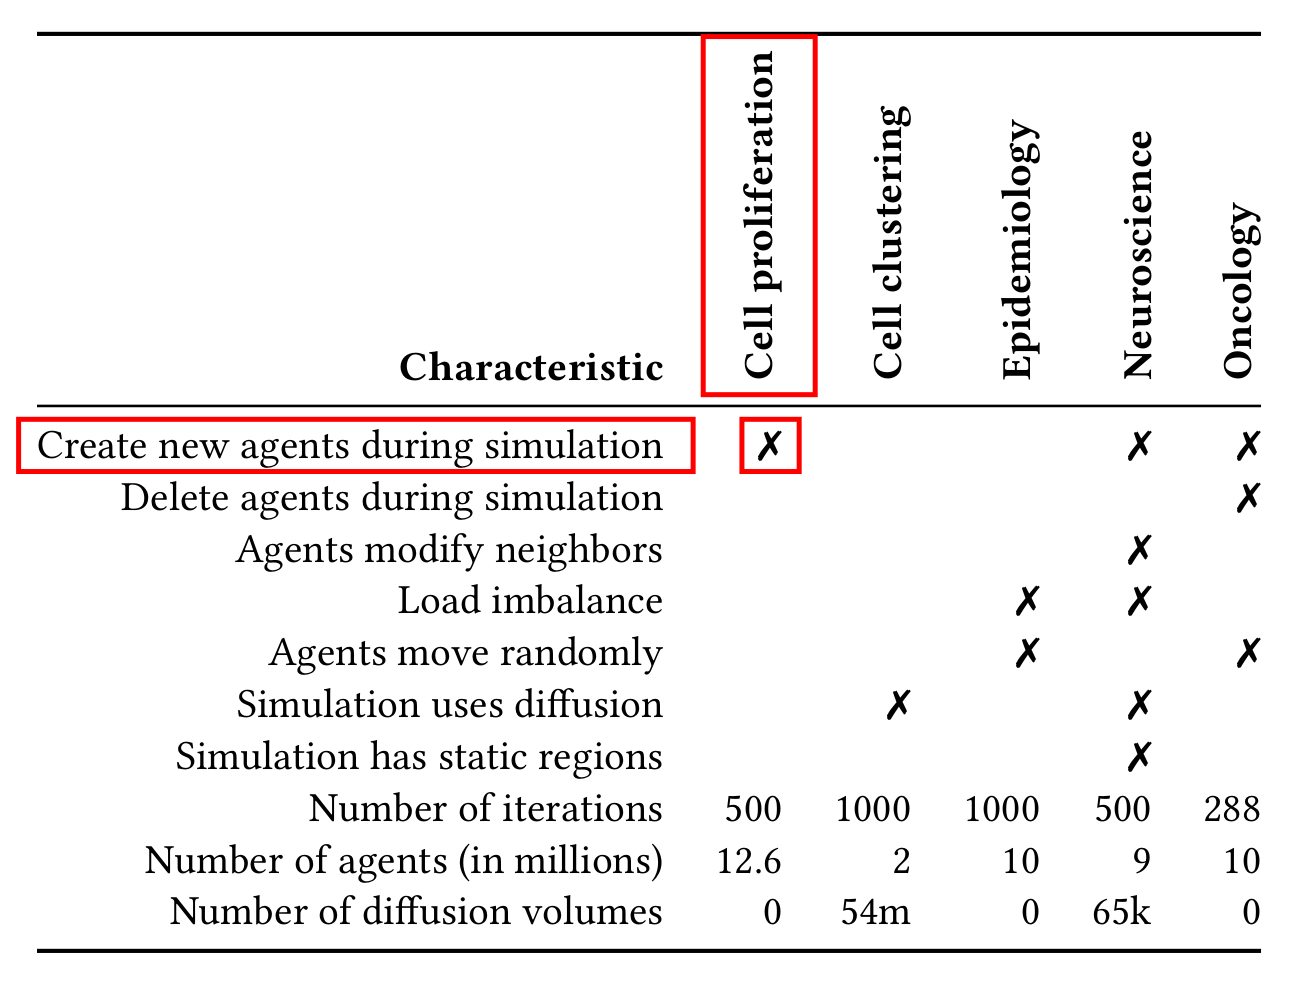 Characteristic Cell proliferation Cell clustering Epidemiology Neuroscience Oncology
Create new agents during simulation ✗ ✗ ✗
Delete agents during simulation ✗
Agents modify neighbors ✗
Load imbalance ✗ ✗
Agents move randomly ✗ ✗
Simulation uses diffusion ✗ ✗
Simulation has static regions ✗
Number of iterations 500 1000 1000 500 288
Number of agents (in millions) 12.6 2 10 9 10
Number of diffusion volumes 0 54m 0 65k 0